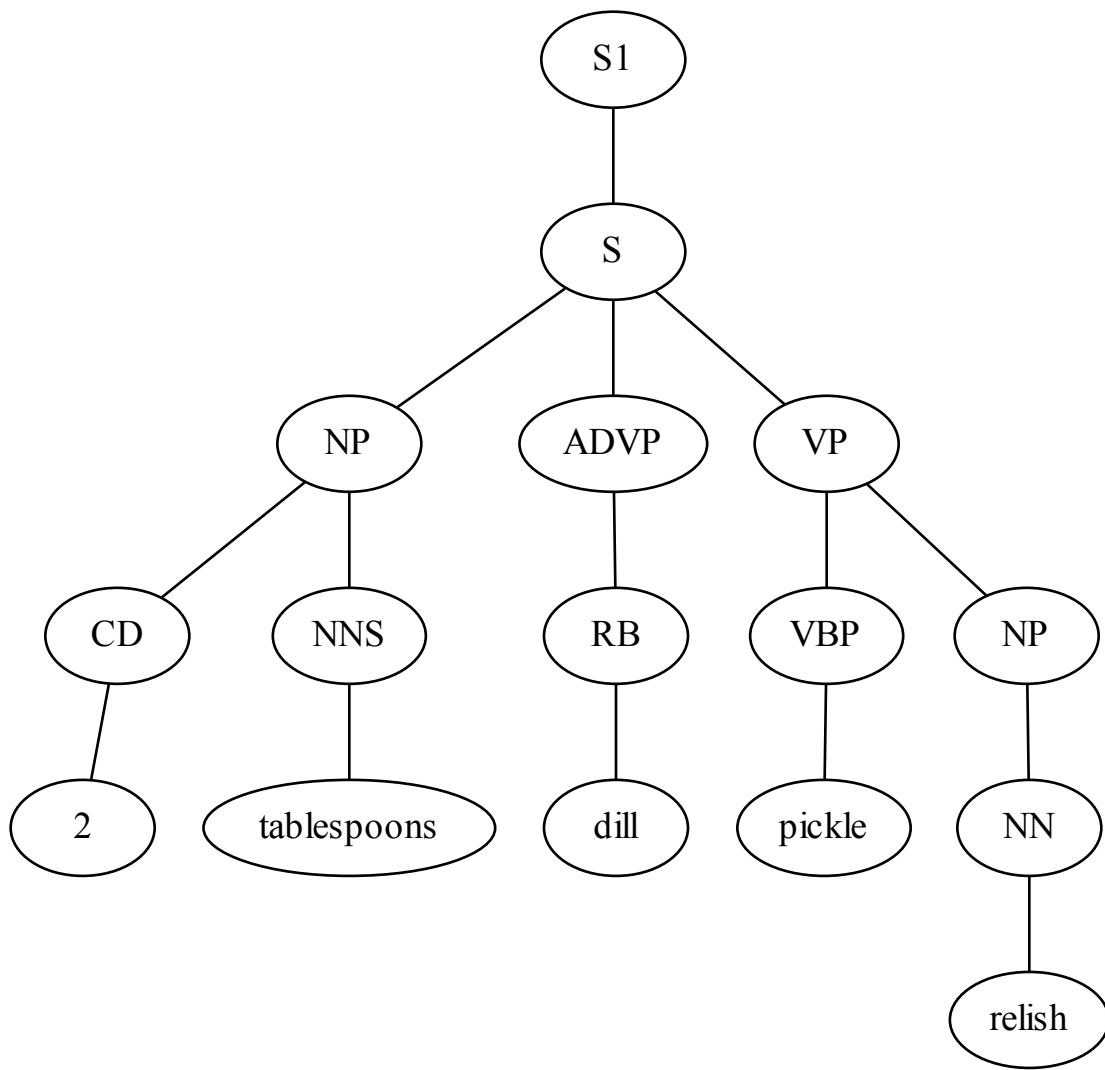 S1
S
NP ADVP VP
CD NNS RB VBP NP
2 tablespoons dill pickle NN
relish